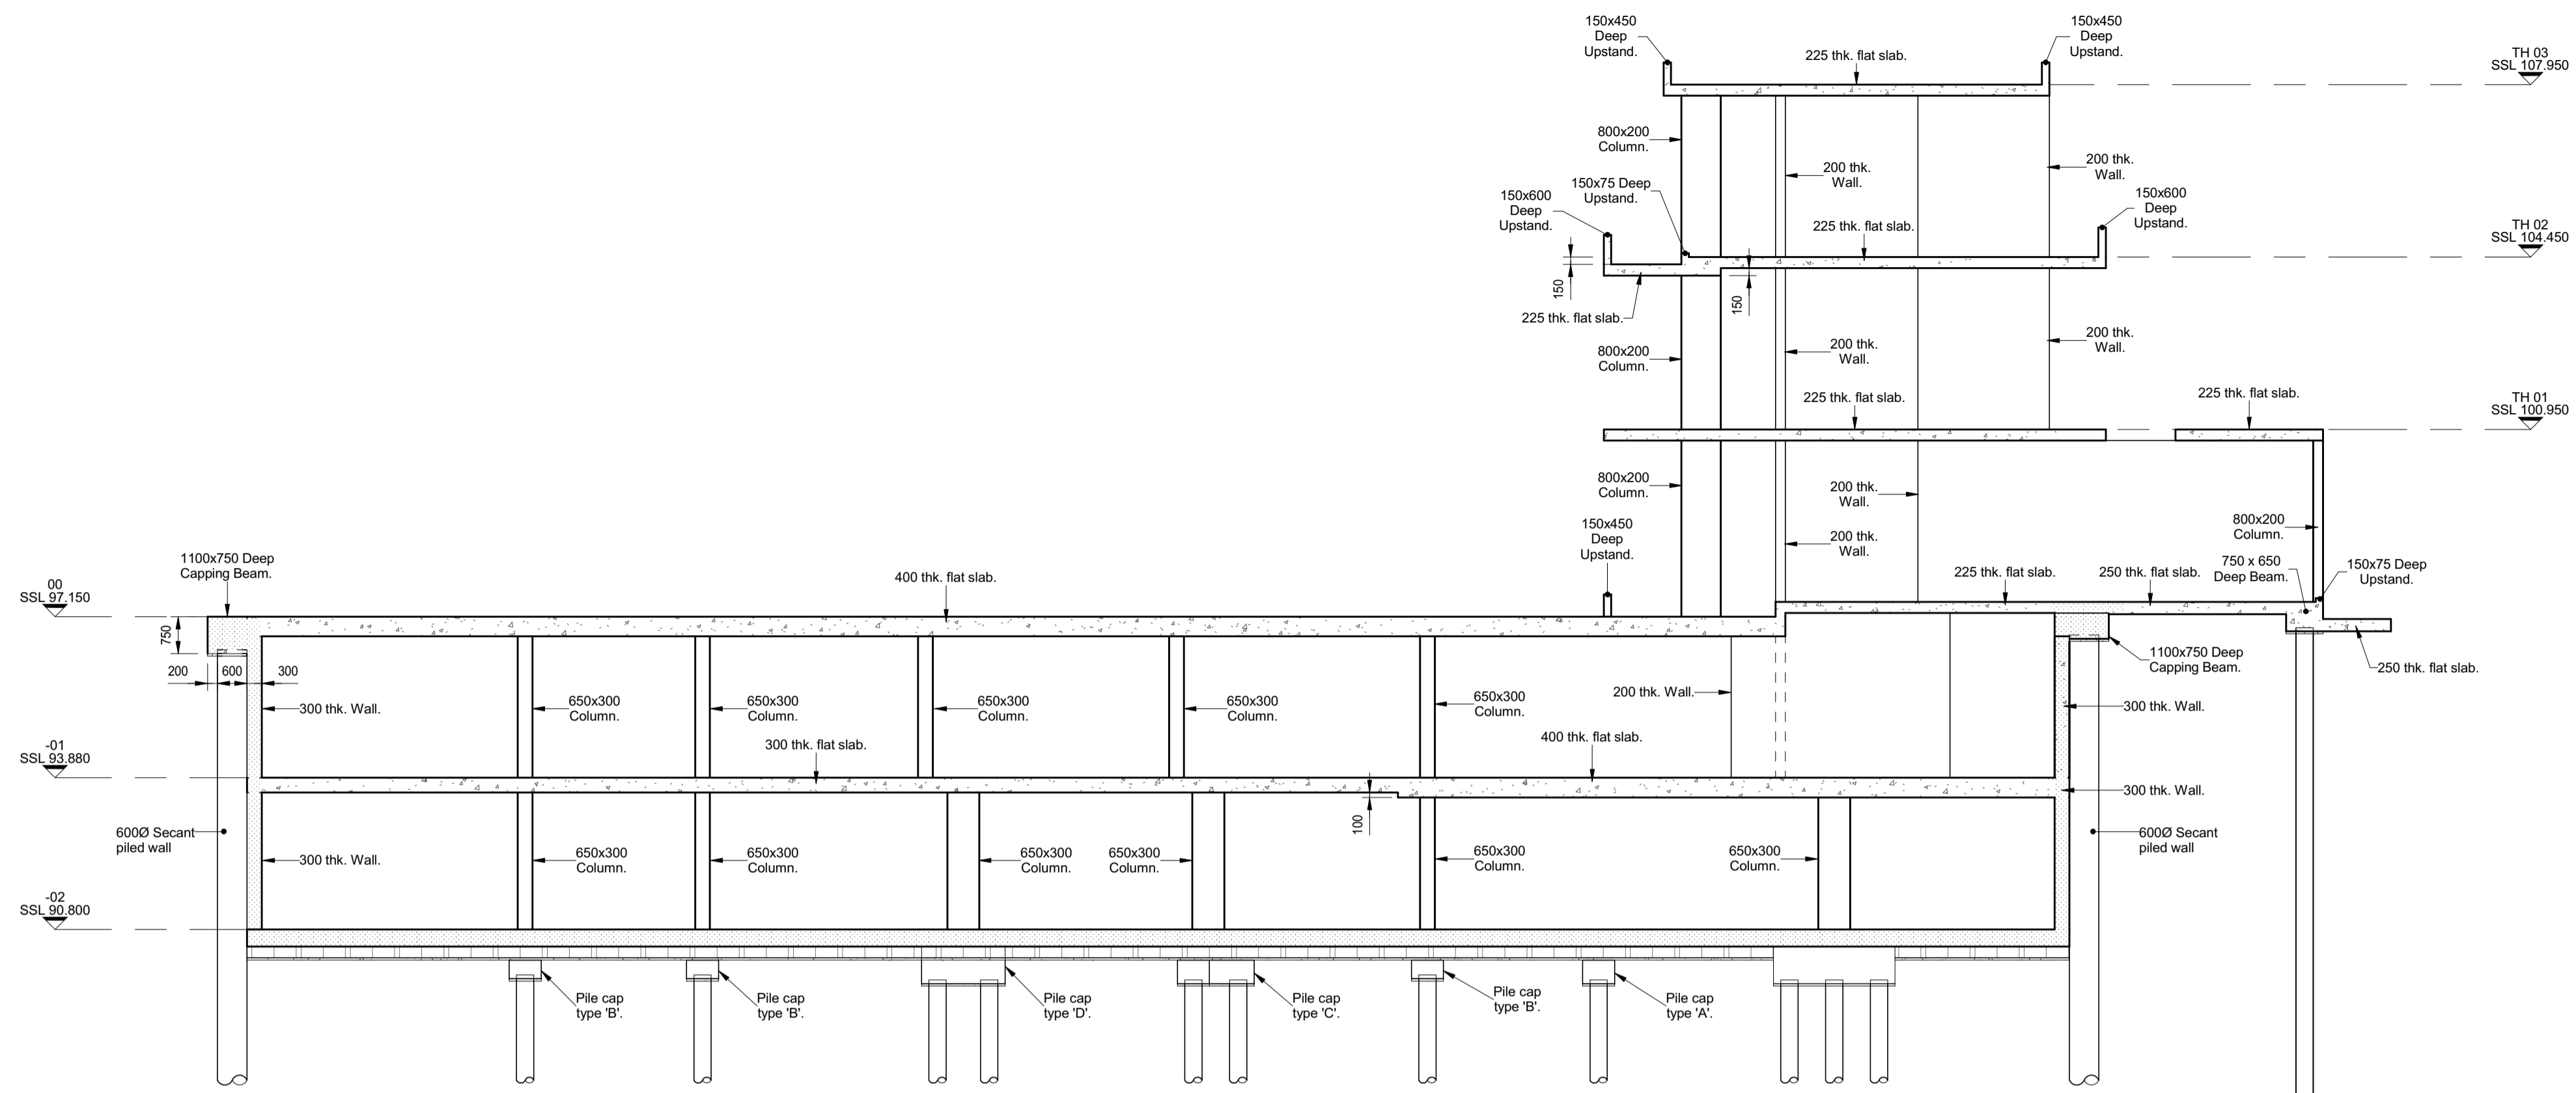 150x450
Deep
Upstand.
225 thk. flat slab.
150x450
Deep
Upstand.
TH 03
SSL 107.950
800x200
Column.
200 thk.
Wall.
200 thk.
Wall.
150x600
Deep
Upstand.
150x75 Deep
Upstand.
225 thk. flat slab.
150x600
Deep
Upstand.
TH 02
SSL 104.450
150
150
225 thk. flat slab.
800x200
Column.
200 thk.
Wall.
200 thk.
Wall.
225 thk. flat slab.
225 thk. flat slab.
TH 01
SSL 100.950
800x200
Column.
200 thk.
Wall.
150x450
Deep
Upstand.
200 thk.
Wall.
800x200
Column.
1100x750 Deep
Capping Beam.
400 thk. flat slab.
225 thk. flat slab.
250 thk. flat slab.
750 x 650
Deep Beam.
150x75 Deep
Upstand.
00
SSL 97.150
750
200
600
300
1100x750 Deep
Capping Beam.
250 thk. flat slab.
300 thk. Wall.
650x300
Column.
650x300
Column.
650x300
Column.
650x300
Column.
650x300
Column.
200 thk. Wall.
300 thk. Wall.
-01
SSL 93.880
300 thk. flat slab.
400 thk. flat slab.
300 thk. Wall.
100
600Ø Secant
piled wall
300 thk. Wall.
650x300
Column.
650x300
Column.
650x300
Column.
650x300
Column.
650x300
Column.
650x300
Column.
600Ø Secant
piled wall
-02
SSL 90.800
Pile cap
type 'B'.
Pile cap
type 'B'.
Pile cap
type 'D'.
Pile cap
type 'C'.
Pile cap
type 'B'.
Pile cap
type 'A'.